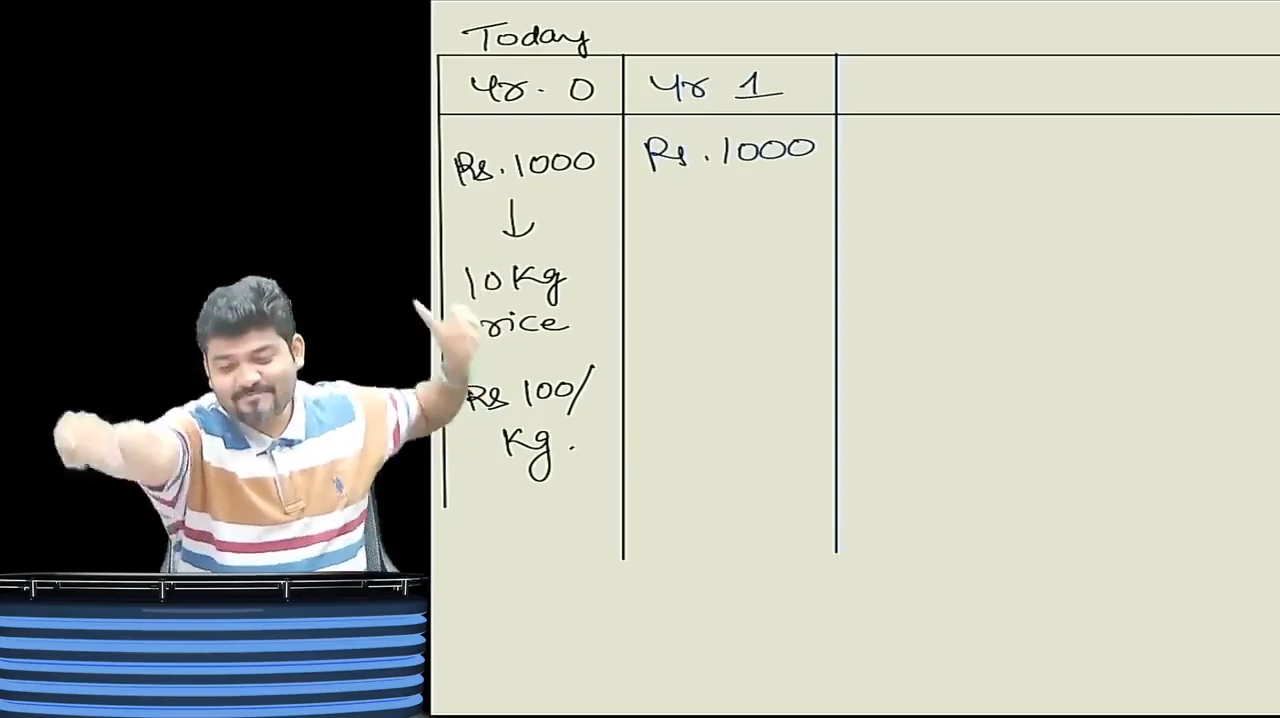 Today
Yr. 0
Yr 1
Rs. 1000
Rs. 1000
↓
10 Kg
rice
Rs 100/
Kg.